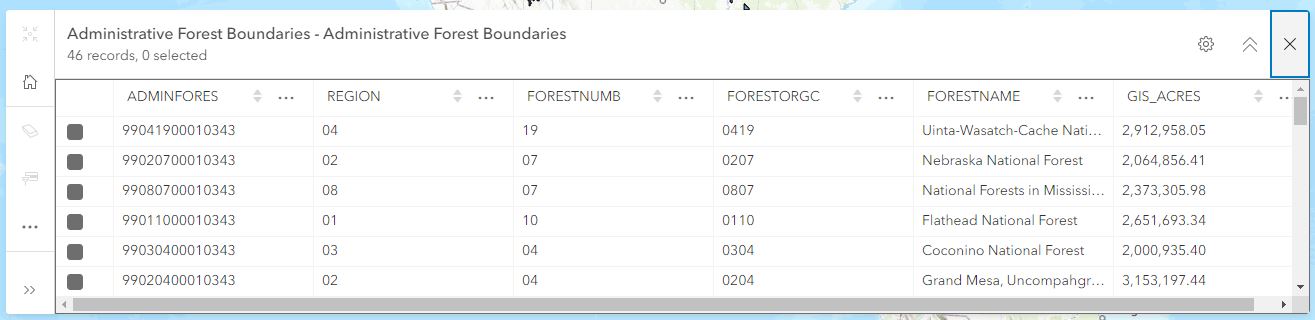 Administrative Forest Boundaries - Administrative Forest Boundaries
46 records, 0 selected
ADMINFORES REGION FORESTNUMB FORESTORGC FORESTNAME GIS_ACRES
99041900010343 04 19 0419 Uinta-Wasatch-Cache Nati... 2,912,958.05
99020700010343 02 07 0207 Nebraska National Forest 2,064,856.41
99080700010343 08 07 0807 National Forests in Mississi... 2,373,305.98
99011000010343 01 10 0110 Flathead National Forest 2,651,693.34
99030400010343 03 04 0304 Coconino National Forest 2,000,935.40
99020400010343 02 04 0204 Grand Mesa, Uncompahgr... 3,153,197.44